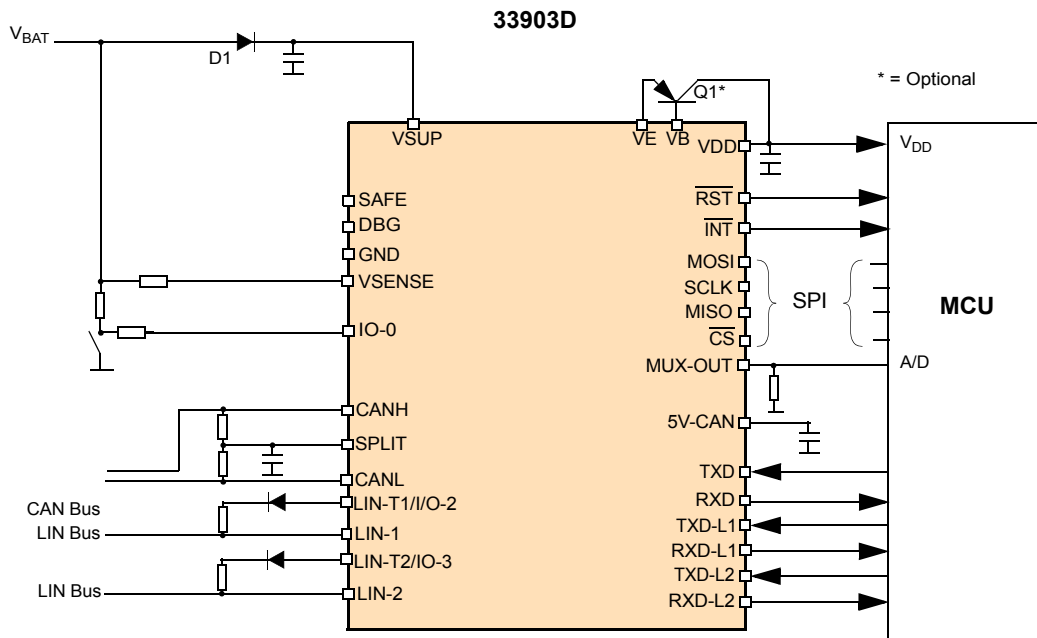 33903D
VBAT
D1
Q1*
* = Optional
VSUP
VE
VB
VDD
VDD
SAFE
DBG
GND
VSENSE
IO-0
RST
INT
MOSI
SCLK
MISO
CS
SPI
MCU
MUX-OUT
A/D
CANH
SPLIT
CANL
5V-CAN
TXD
RXD
CAN Bus
LIN-T1/I/O-2
TXD-L1
LIN Bus
LIN-1
RXD-L1
LIN-T2/IO-3
TXD-L2
LIN Bus
LIN-2
RXD-L2